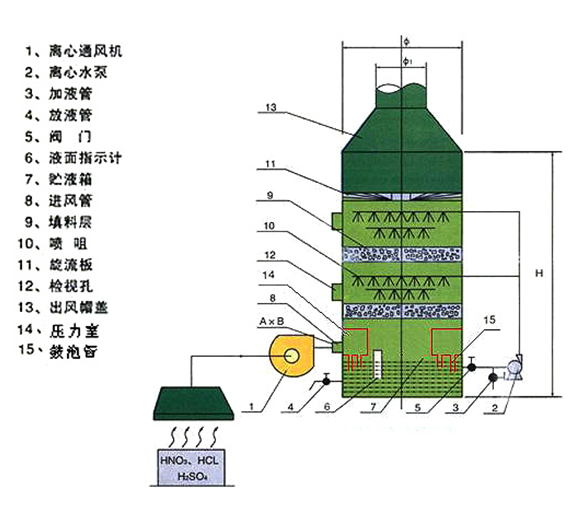 1、离心通风机
2、离心水泵
3、加液管
4、放液管
5、阀 门
6、液面指示计
7、贮液箱
8、进风管
9、填料层
10、喷 咀
11、旋流板
12、检视孔
13、出风帽盖
14、压力室
15、鼓泡管
ϕ
ϕ1
13
11
9
10
12
14
8
A×B
15
H
1
4
6
7
5
3
2
HNO3、HCL
H2SO4